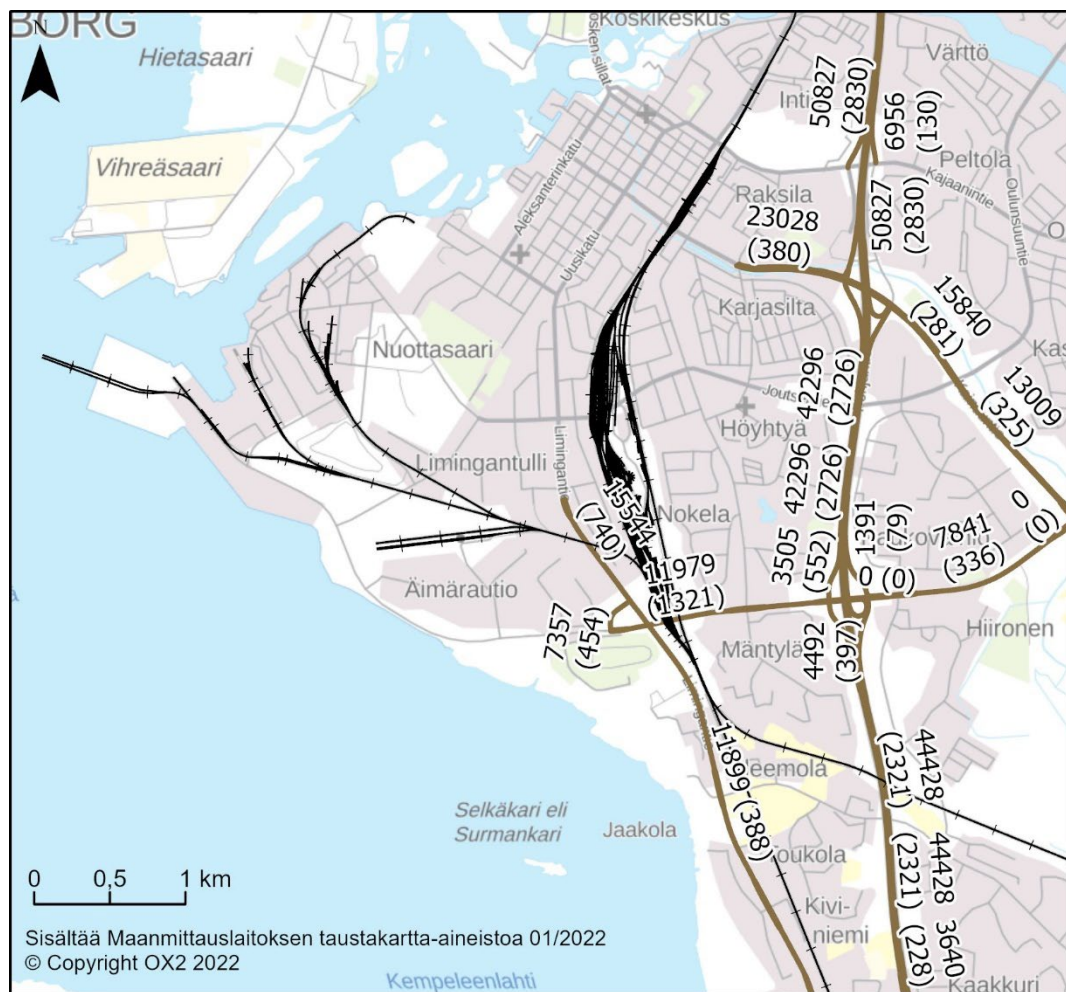 BORG
N
Hietasaari
Koskikeskus
Värttö
Vihreäsaari
Inti
50827
(2830)
6956
(130)
Peltola
Kajaanintie
Oulunsuuntie
Aleksanterinkatu
Uusikatu
Raksila
23028
(380)
50827
(2830)
Karjasilta
15840
(281)
13009
(325)
Nuottasaari
Höyhtyä
42296
(2726)
Limingantulli
Limingantie
15544
(740)
Nokela
42296
(2726)
3505
(552)
1391
(79)
7841
(336)
0
(0)
0 (0)
Äimärautio
11979
(1321)
7357
(454)
Mäntylä
4492
(397)
Hiironen
Limingantie
11899
(388)
44428
(2321)
Selkäkari eli
Surmankari
Jaakola
44428
(2321)
3640
(228)
Kivi-
niemi
Kaakkuri
0 0,5 1 km
Sisältää Maanmittauslaitoksen taustakartta-aineistoa 01/2022
© Copyright OX2 2022
Kempeleenlahti